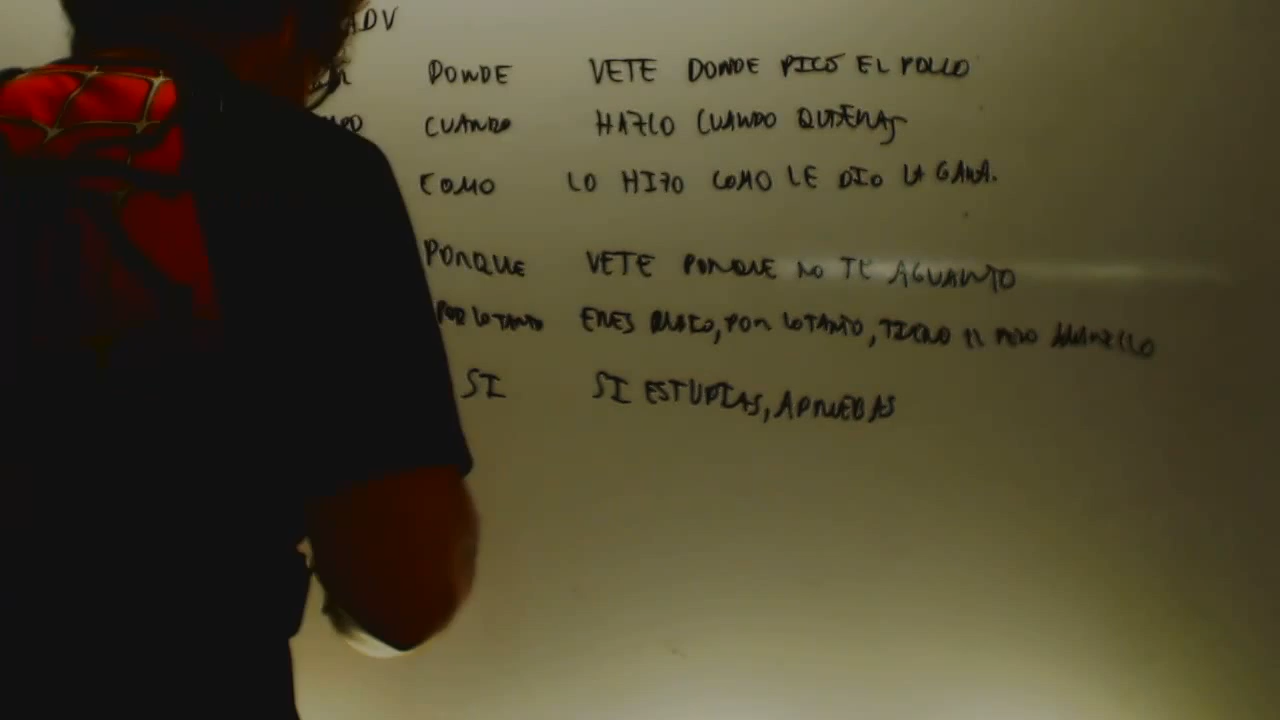 ADV
DONDE VETE DONDE PICÓ EL POLLO
CUANDO HAZLO CUANDO QUIERAS
COMO LO HIZO COMO LE DIO LA GANA.
PORQUE VETE PORQUE NO TE AGUANTO
POR LO TANTO ERES, POR LO TANTO, EL PELO AMARILLO
SI SI ESTUDIAS, APRUEBAS